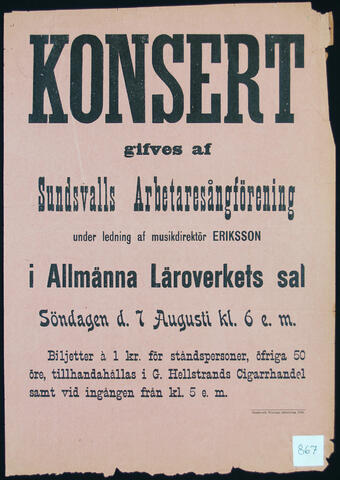 KONSERT
gifves af
Sundsvalls Arbetaresångförening
under ledning af musikdirektör ERIKSSON
i Allmänna Läroverkets sal
Söndagen d. 7 Augusti kl. 6 e. m.
Biljetter à 1 kr. för ståndspersoner, öfriga 50
öre, tillhandahållas i G. Hellstrands Cigarrhandel
samt vid ingången från kl. 5 e. m.
867